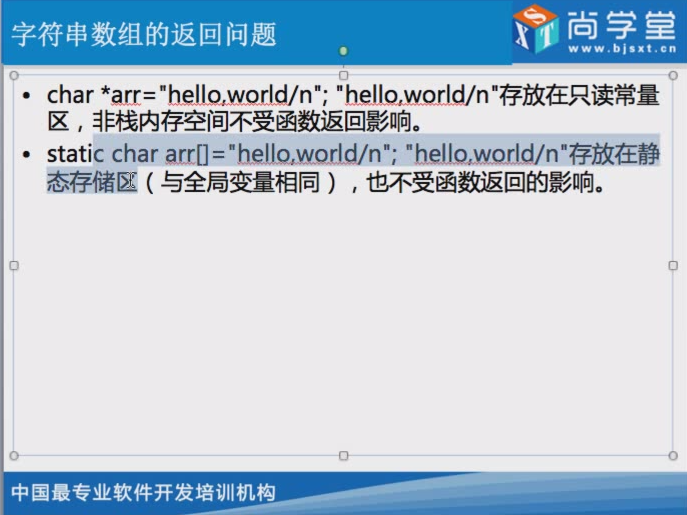 字符串数组的返回问题
尚学堂
www.bjsxt.cn
• char *arr="hello,world/n"; "hello,world/n"存放在只读常量
区，非栈内存空间不受函数返回影响。
• static char arr[]="hello,world/n"; "hello,world/n"存放在静
态存储区（与全局变量相同），也不受函数返回的影响。
中国最专业软件开发培训机构